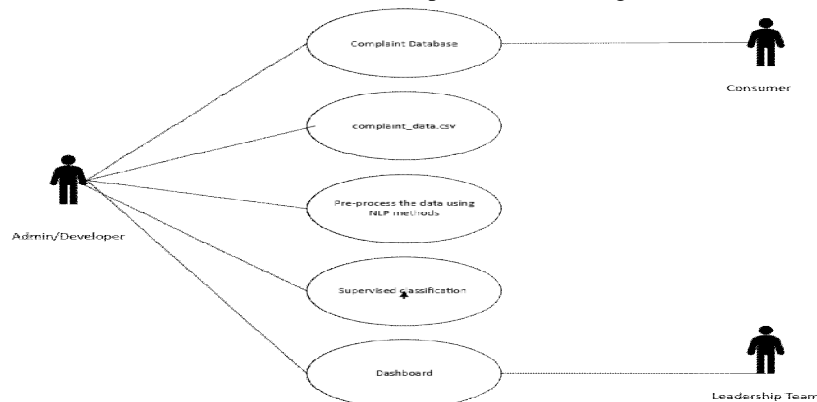 Complaint Database
Consumer
complaint_data.csv
Pre-process the data using
NLP methods
Admin/Developer
Supervised classification
Dashboard
Leadership Team